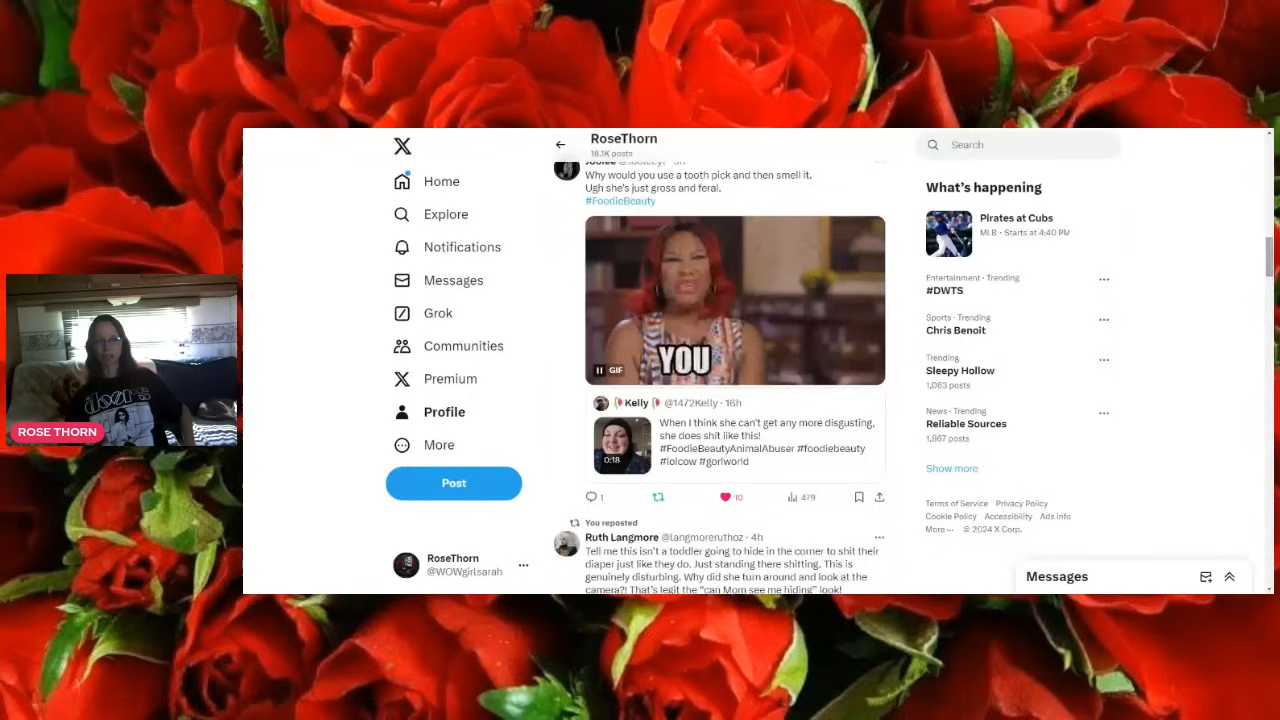 RoseThorn
18.1K posts
Search
Home
Explore
Notifications
Messages
Grok
Communities
Premium
Profile
More
Post
RoseThorn
@WOWgirlsarah
Why would you use a tooth pick and then smell it.
Ugh she's just gross and feral.
#FoodieBeauty
YOU
GIF
Kelly @1472Kelly · 16h
When I think she can't get any more disgusting,
she does shit like this!
#FoodieBeautyAnimalAbuser #foodiebeauty
#lolcow #gorlworld
0:18
1 10 479
You reposted
Ruth Langmore @langmoreruthoz · 4h
Tell me this isn't a toddler going to hide in the corner to shit their
diaper just like they do. Just standing there shitting. This is
genuinely disturbing. Why did she turn around and look at the
camera?! That's legit the "can Mom see me hiding" look!
What's happening
Pirates at Cubs
MLB · Starts at 4:40 PM
Entertainment · Trending
#DWTS
Sports · Trending
Chris Benoit
Trending
Sleepy Hollow
1,063 posts
News · Trending
Reliable Sources
1,867 posts
Show more
Terms of Service Privacy Policy
Cookie Policy Accessibility Ads info
More ··· © 2024 X Corp.
Messages
ROSE THORN